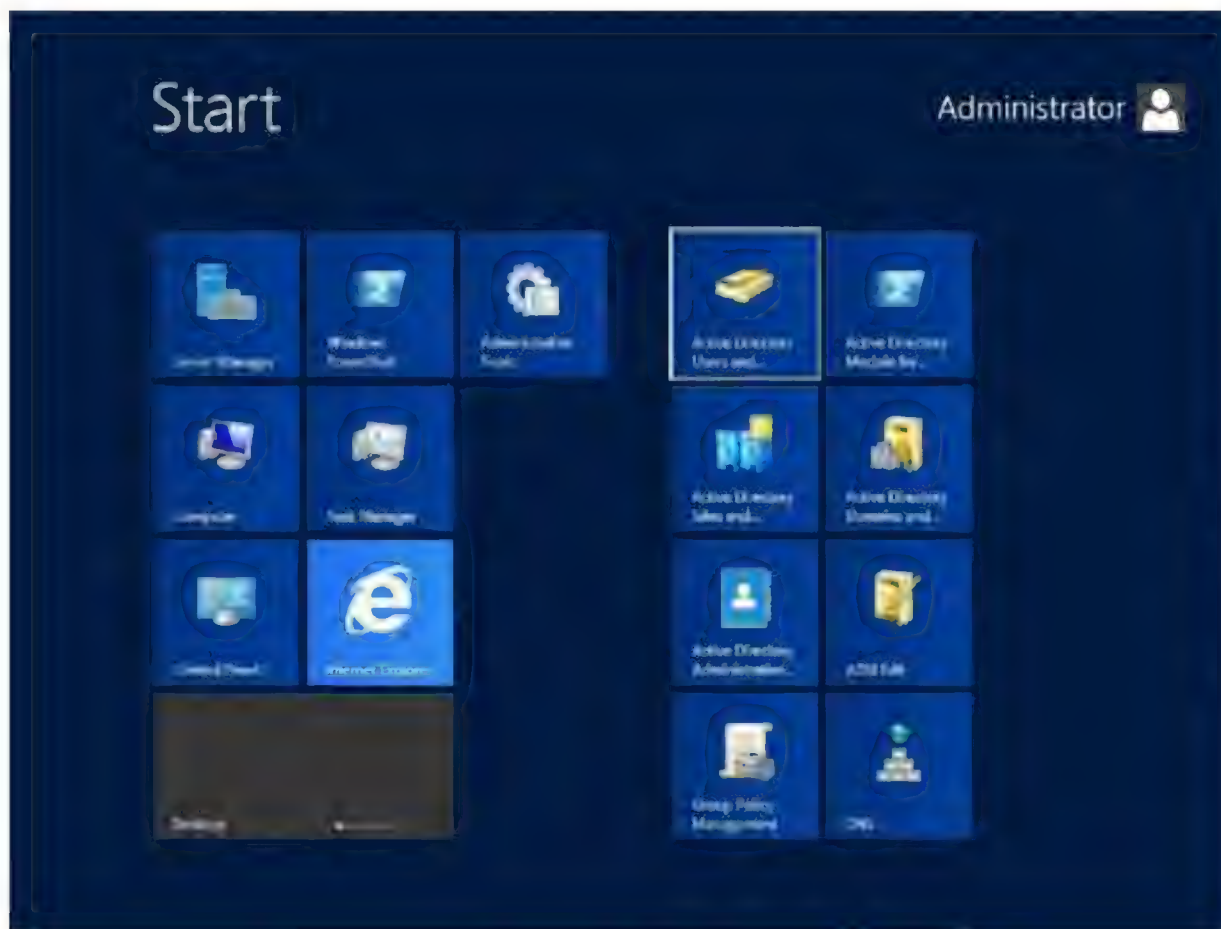 Start
Administrator
Server Manager
Windows
PowerShell
Administrative
Tools
Active Directory
Users and...
Active Directory
Module for...
Computer
Task Manager
Active Directory
Sites and...
Active Directory
Domains and...
Control Panel
Internet Explorer
Active Directory
Administrative...
ADSI Edit
Desktop
Group Policy
Management
DNS